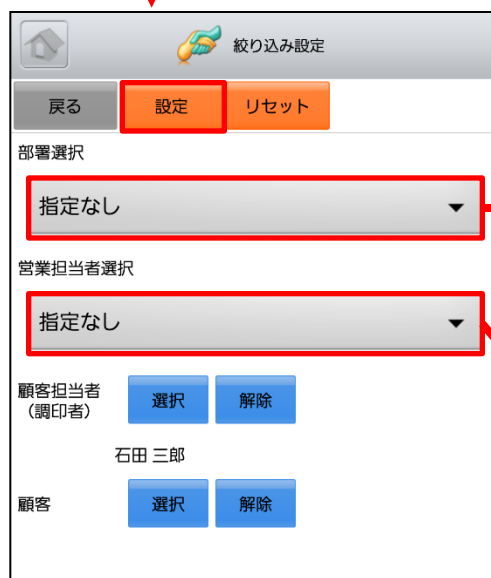 絞り込み設定
戻る 設定 リセット
部署選択
指定なし
営業担当者選択
指定なし
顧客担当者 選択 解除
(調印者)
石田 三郎
顧客 選択 解除